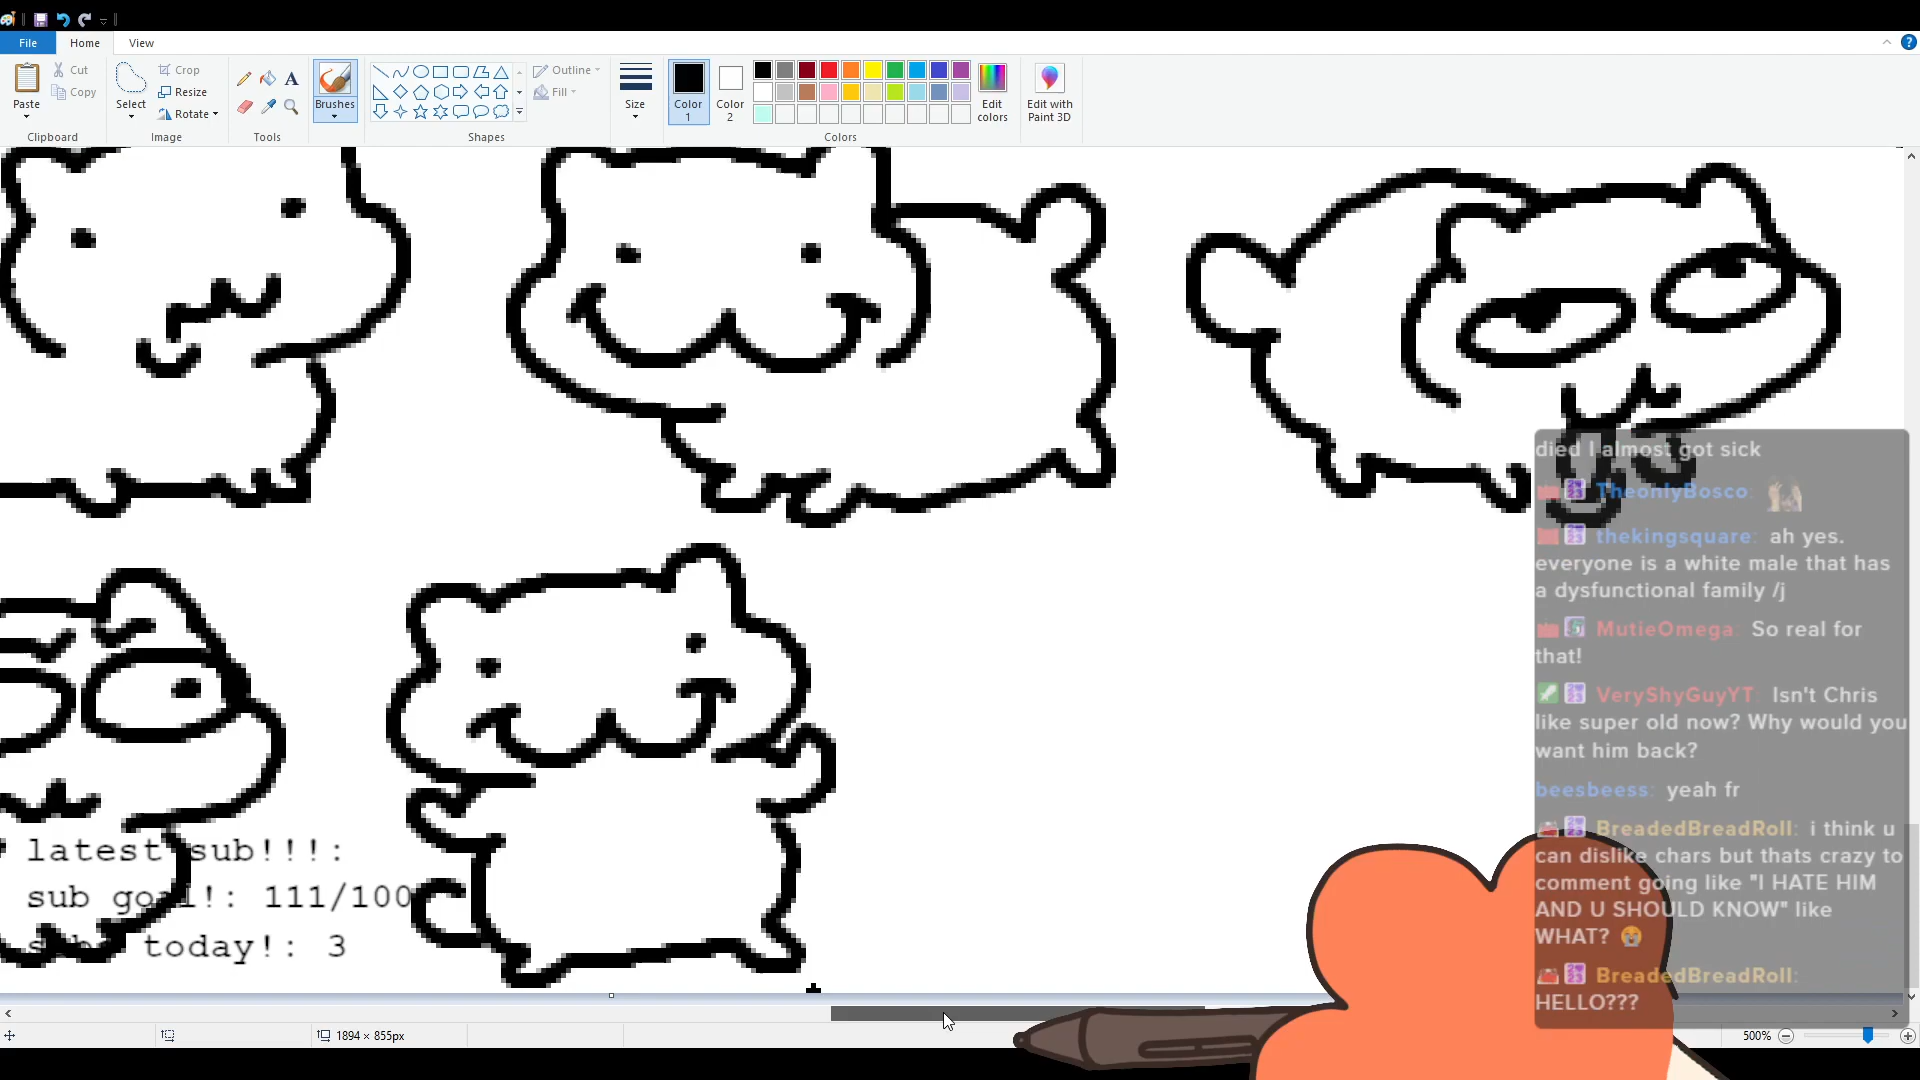 File
Home
View
Paste
Cut
Copy
Clipboard
Select
Crop
Resize
Rotate
Image
A
Tools
Brushes
Shapes
Outline
Fill
Size
Color
1
Color
2
Edit
colors
Colors
Edit with
Paint 3D
died I almost got sick
TheonlyBosco:
thekingsquare: ah yes.
everyone is a white male that has
a dysfunctional family /j
MutieOmega: So real for
that!
VeryShyGuyYT: Isn't Chris
like super old now? Why would you
want him back?
beesbeess: yeah fr
BreadedBreadRoll: i think u
can dislike chars but thats crazy to
comment going like "I HATE HIM
AND U SHOULD KNOW" like
WHAT? 😭
BreadedBreadRoll:
HELLO???
latest sub!!!:
sub goal!: 111/100
subs today!: 3
1894 × 855px
500%